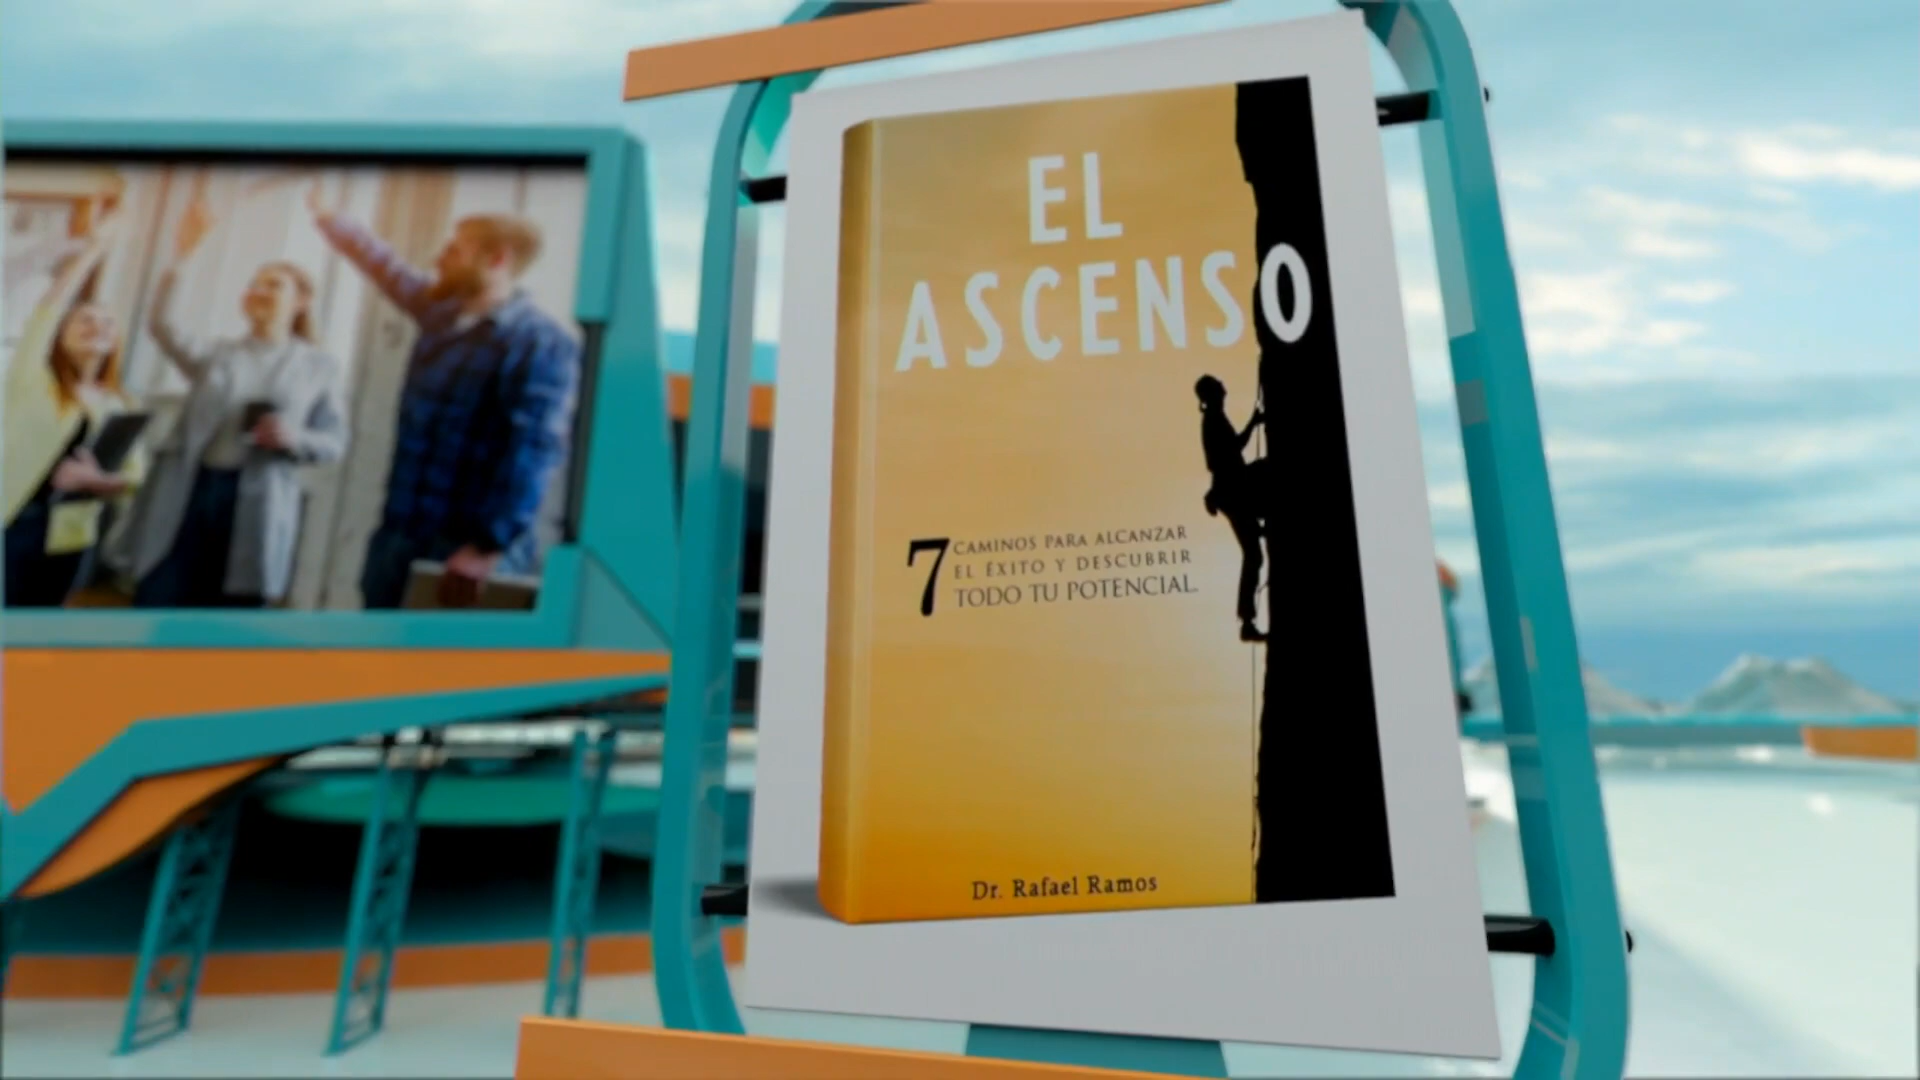 EL
ASCENSO
7 CAMINOS PARA ALCANZAR
EL ÉXITO Y DESCUBRIR
TODO TU POTENCIAL.
Dr. Rafael Ramos